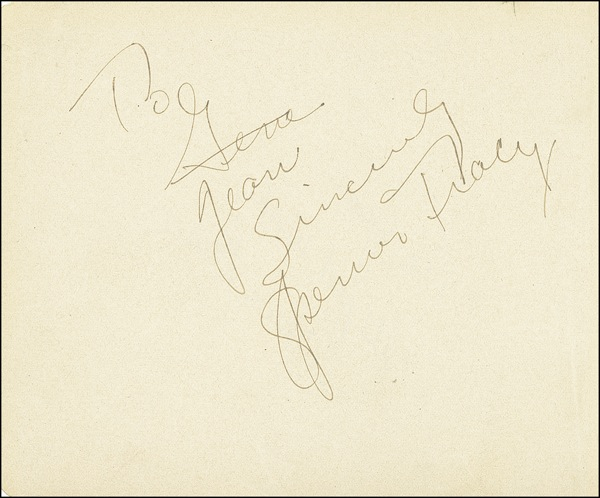 To
Gene
Jean
Sincerely
Spencer Tracy